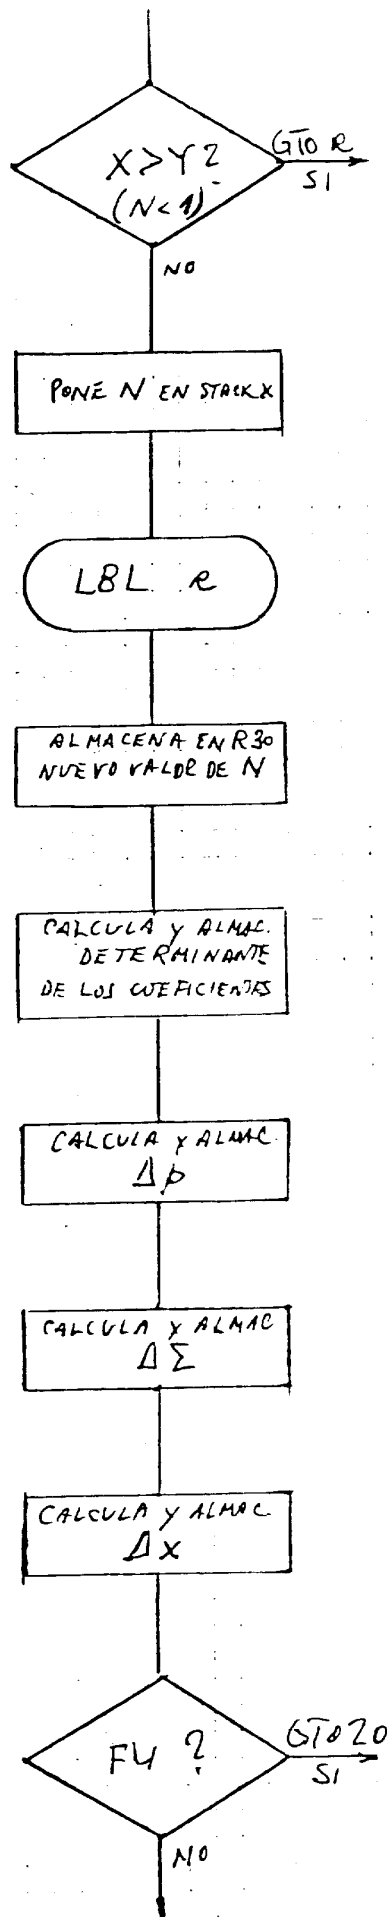 X>Y?
(N<1)
GTO e
SI
NO
PONE N EN STACK X
LBL e
ALMACENA EN R30
NUEVO VALOR DE N
CALCULA y ALMAC.
DETERMINANTE
DE LOS COEFICIENTES
CALCULA y ALMAC.
Δp
CALCULA y ALMAC
ΔΣ
CALCULA y ALMAC
Δx
F4 ?
GTO 20
SI
NO